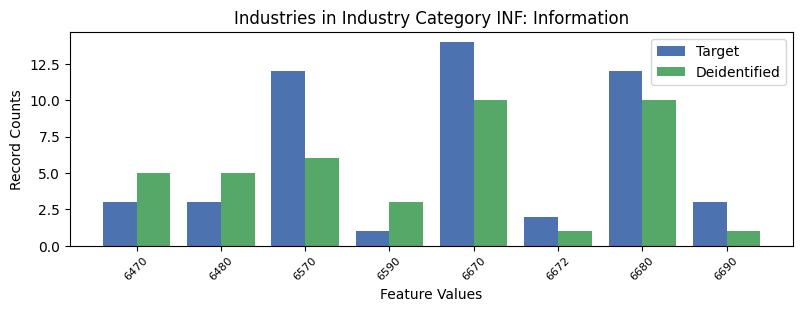 Industries in Industry Category INF: Information
Target
Deidentified
Record Counts
12.5
10.0
7.5
5.0
2.5
0.0
6470 6480 6570 6590 6670 6672 6680 6690
Feature Values